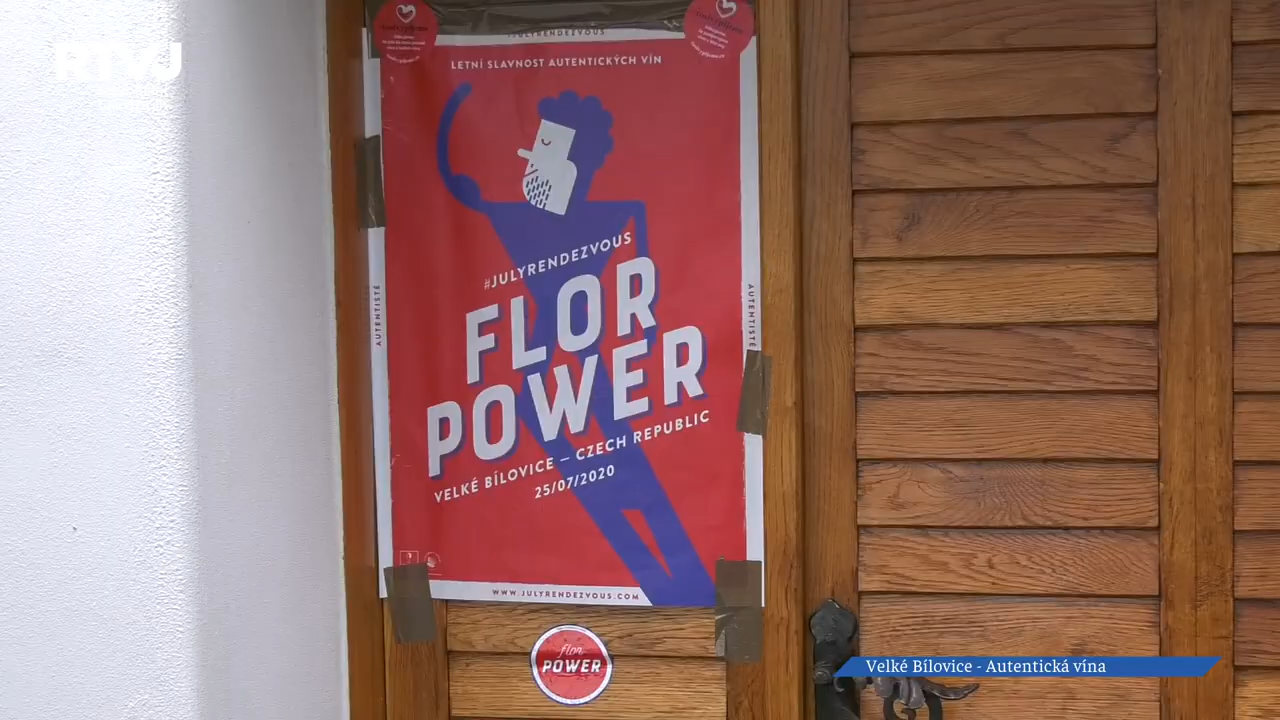 RTVJ
#JULYRENDEZVOUS
LETNÍ SLAVNOST AUTENTICKÝCH VÍN
#JULYRENDEZVOUS
FLOR
POWER
VELKÉ BÍLOVICE – CZECH REPUBLIC
25/07/2020
AUTENTISTÉ
AUTENTISTÉ
WWW.JULYRENDEZVOUS.COM
flor
POWER
Velké Bílovice - Autentická vína